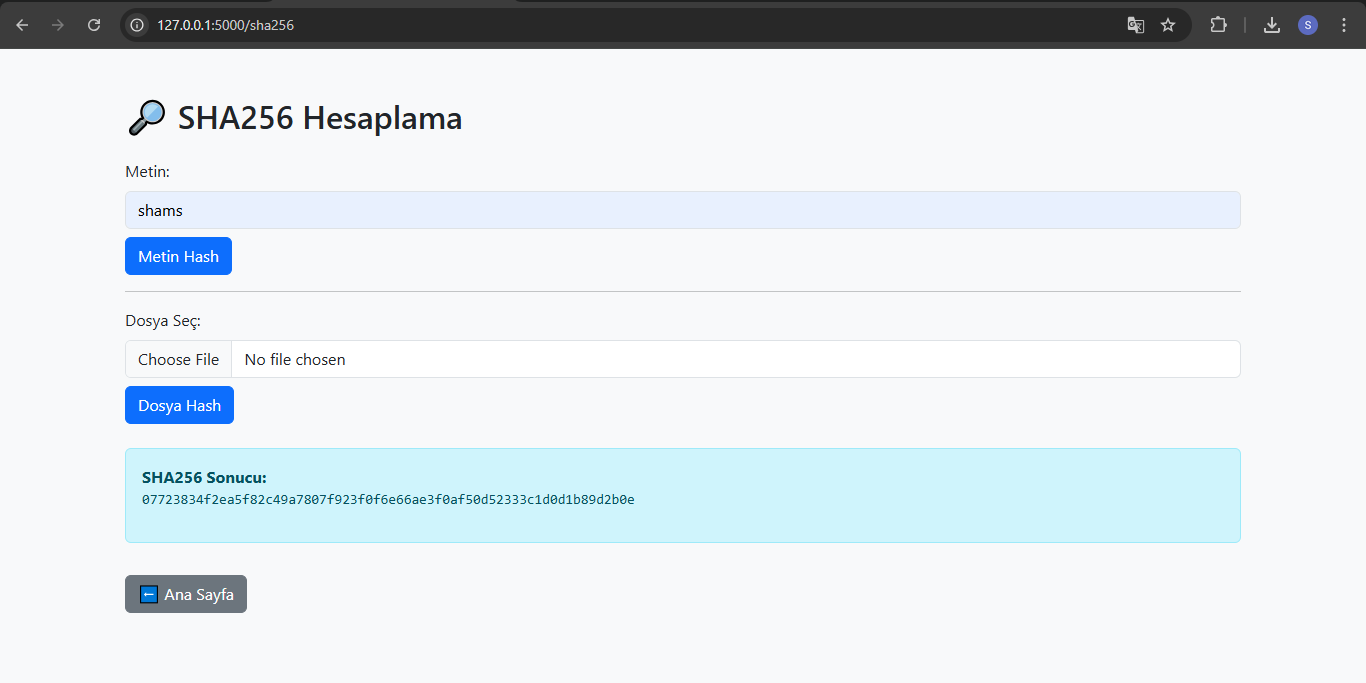 127.0.0.1:5000/sha256
S
SHA256 Hesaplama
Metin:
shams
Metin Hash
Dosya Seç:
Choose File No file chosen
Dosya Hash
SHA256 Sonucu:
07723834f2ea5f82c49a7807f923f0f6e66ae3f0af50d52333c1d0d1b89d2b0e
Ana Sayfa